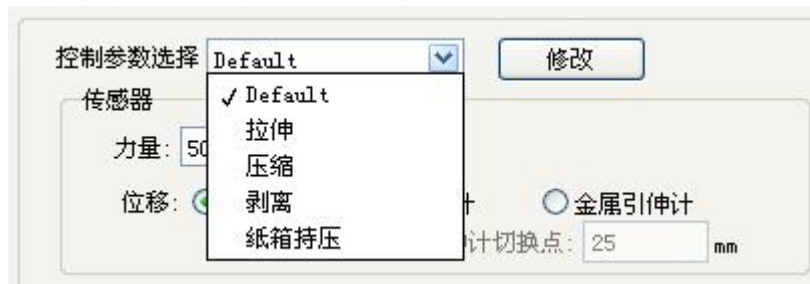 控制参数选择 Default 修改
传感器
✓ Default
拉伸
压缩
剥离
纸箱持压
力量: 50
位移:
计
金属引伸计
计切换点: 25 mm